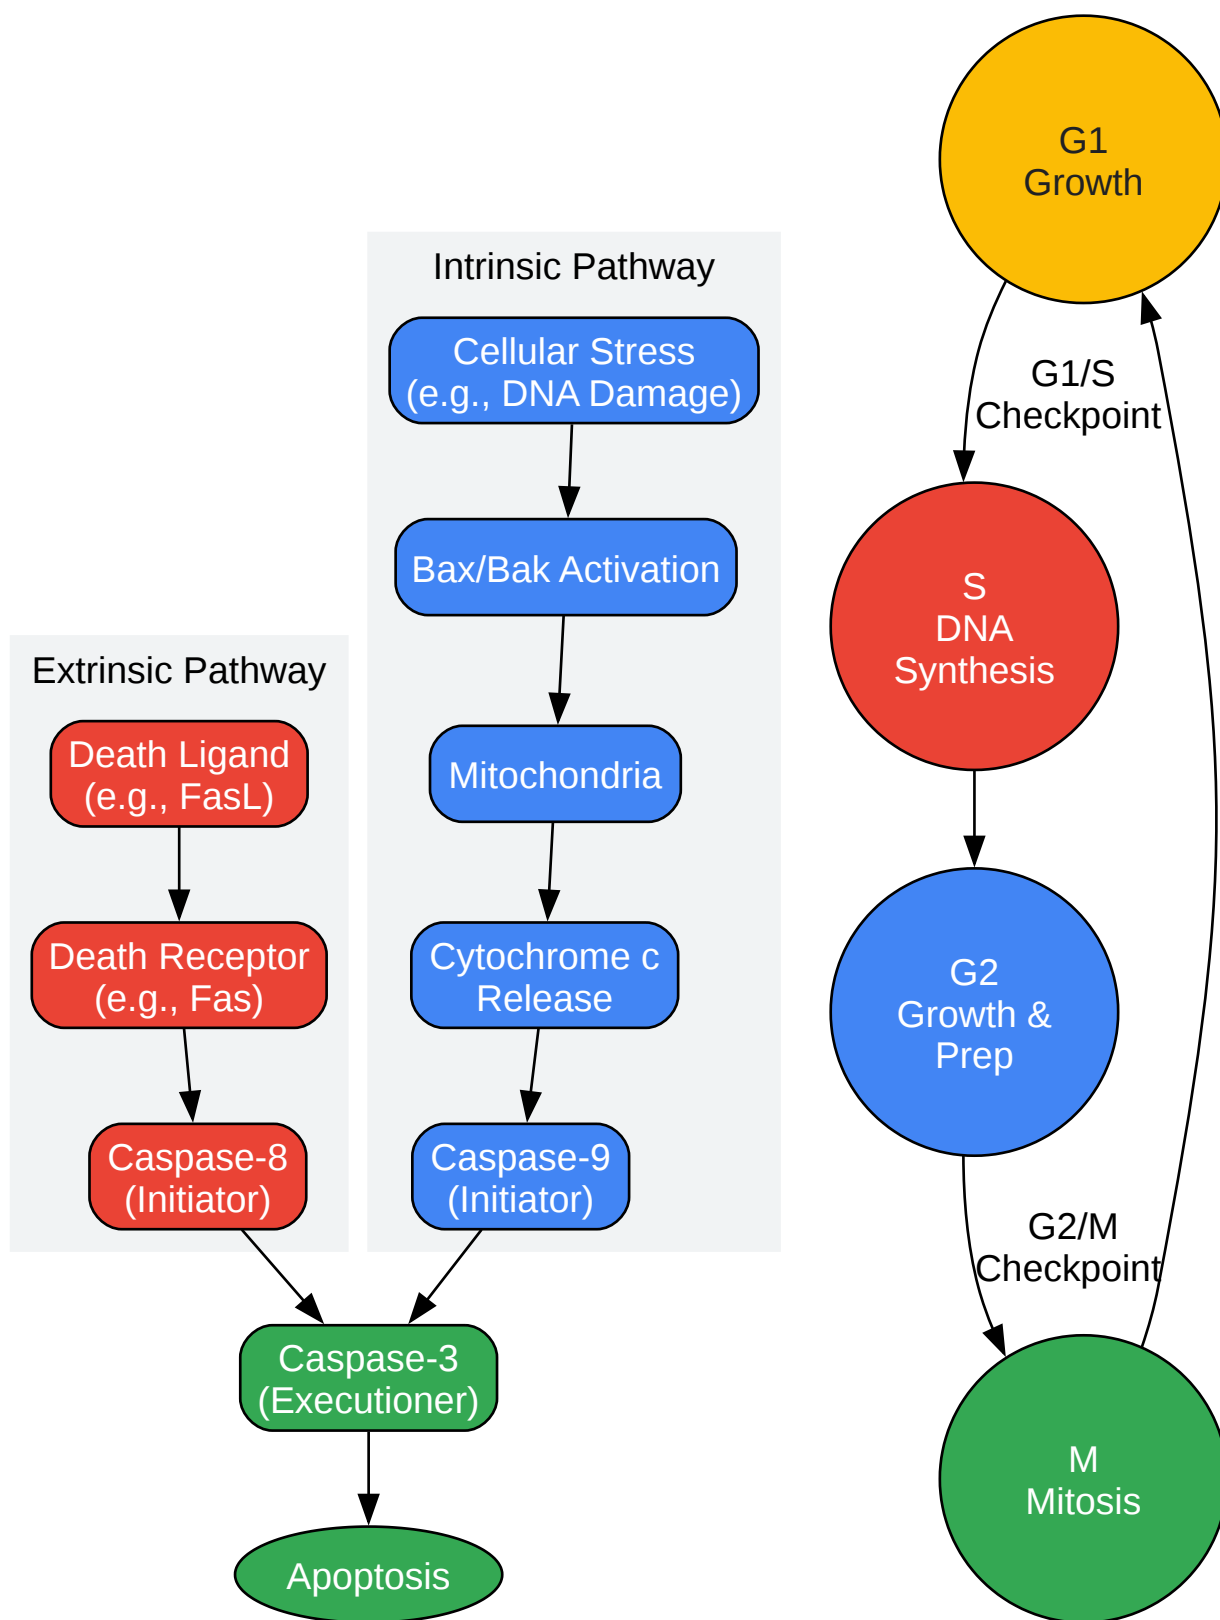 Extrinsic Pathway
Death Ligand
(e.g., FasL)
Death Receptor
(e.g., Fas)
Caspase-8
(Initiator)
Intrinsic Pathway
Cellular Stress
(e.g., DNA Damage)
Bax/Bak Activation
Mitochondria
Cytochrome c
Release
Caspase-9
(Initiator)
Caspase-3
(Executioner)
Apoptosis
G1
Growth
G1/S
Checkpoint
S
DNA
Synthesis
G2
Growth &
Prep
G2/M
Checkpoint
M
Mitosis